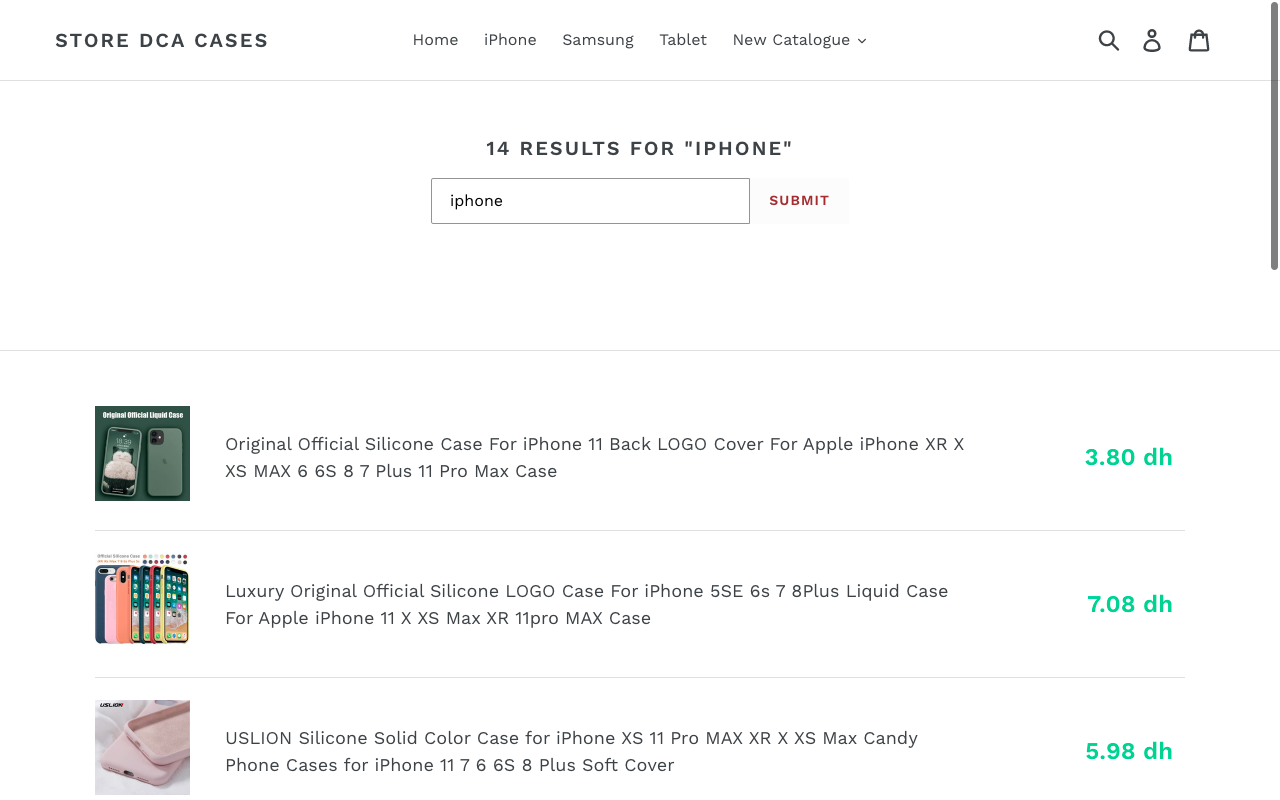 STORE DCA CASES
Home iPhone Samsung Tablet New Catalogue
14 RESULTS FOR "IPHONE"
iphone SUBMIT
Original Official Liquid Case
Original Official Silicone Case For iPhone 11 Back LOGO Cover For Apple iPhone XR X
XS MAX 6 6S 8 7 Plus 11 Pro Max Case
3.80 dh
Official Silicone Case
Luxury Original Official Silicone LOGO Case For iPhone 5SE 6s 7 8Plus Liquid Case
For Apple iPhone 11 X XS Max XR 11pro MAX Case
7.08 dh
USLION
USLION Silicone Solid Color Case for iPhone XS 11 Pro MAX XR X XS Max Candy
Phone Cases for iPhone 11 7 6 6S 8 Plus Soft Cover
5.98 dh